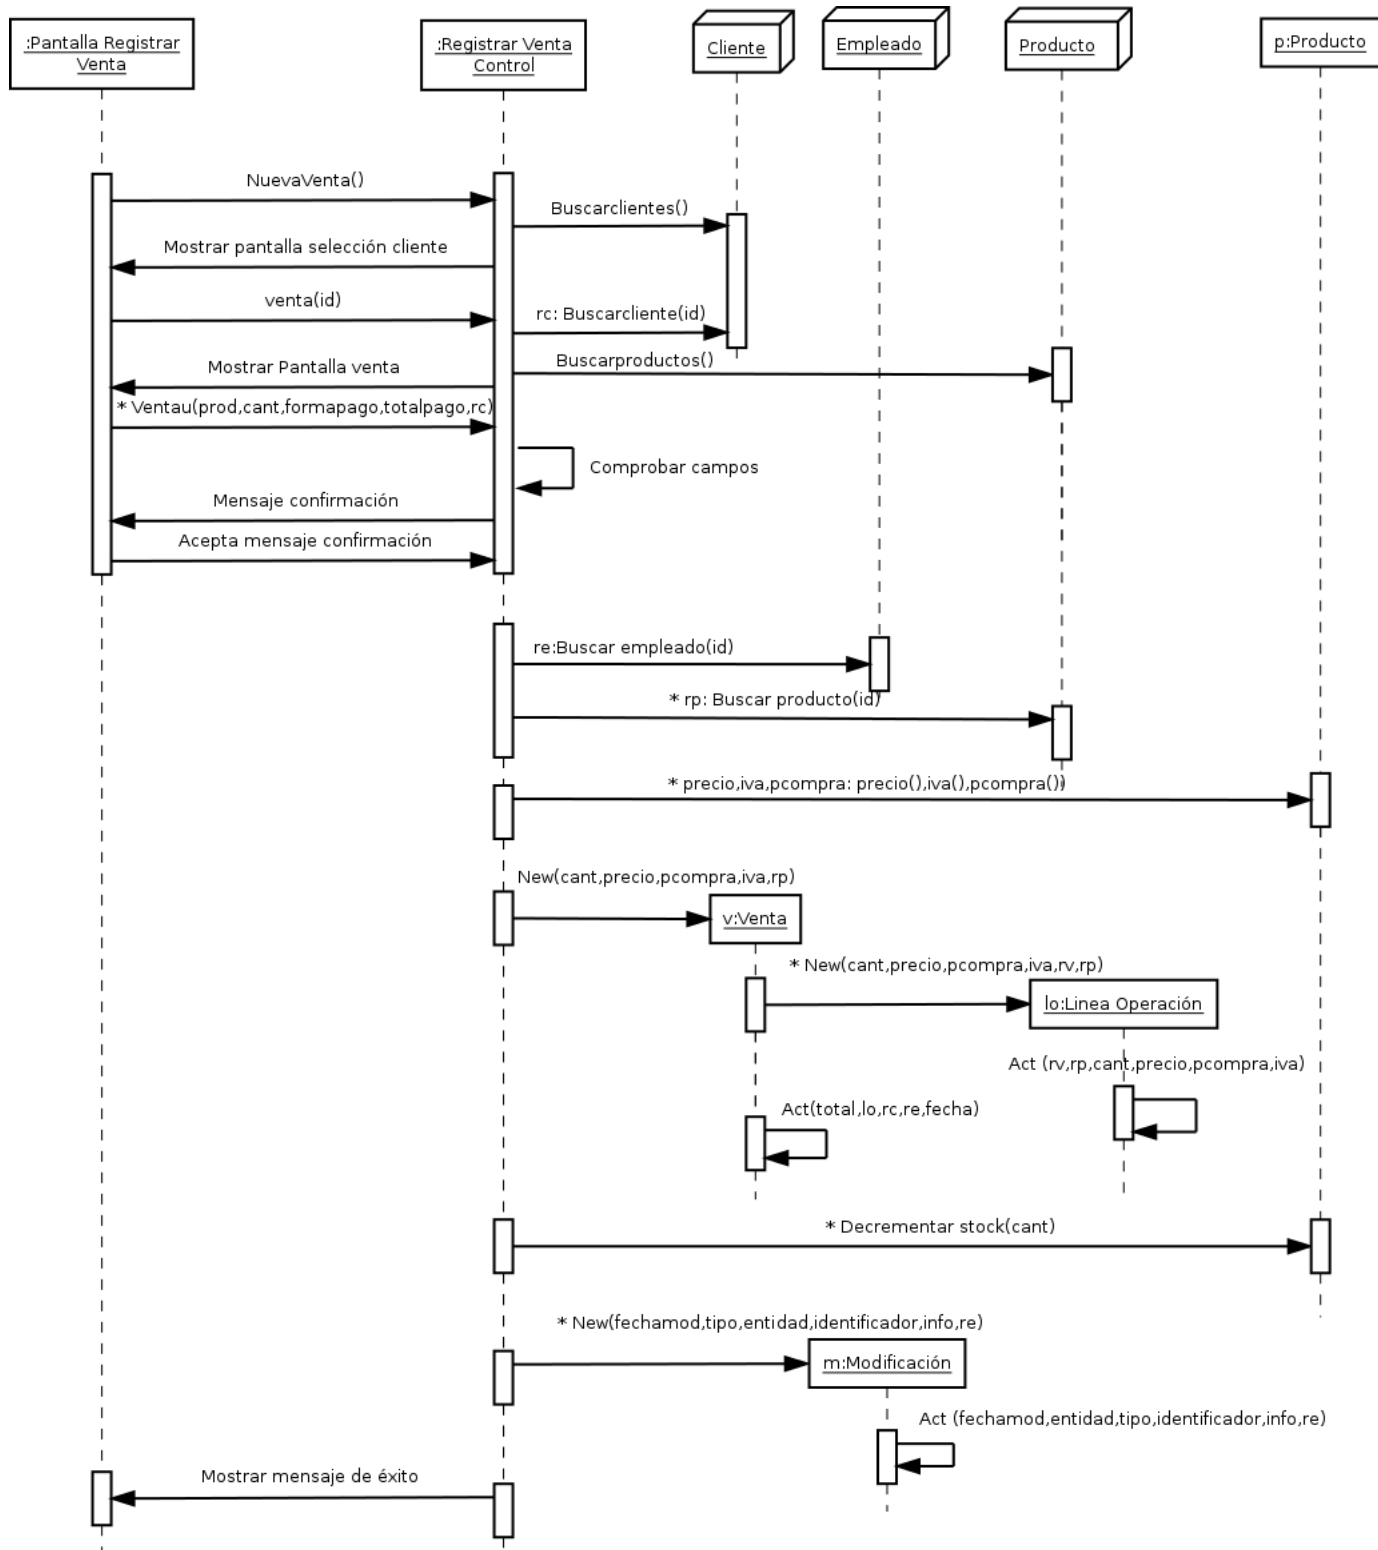 :Pantalla Registrar
Venta
:Registrar Venta
Control
Cliente
Empleado
Producto
p:Producto
NuevaVenta()
Buscarclientes()
Mostrar pantalla selección cliente
venta(id)
rc: Buscarcliente(id)
Buscarproductos()
Mostrar Pantalla venta
* Ventau(prod,cant,formapago,totalpago,rc)
Comprobar campos
Mensaje confirmación
Acepta mensaje confirmación
re:Buscar empleado(id)
* rp: Buscar producto(id)
* precio,iva,pcompra: precio(),iva(),pcompra())
New(cant,precio,pcompra,iva,rp)
v:Venta
* New(cant,precio,pcompra,iva,rv,rp)
lo:Linea Operación
Act (rv,rp,cant,precio,pcompra,iva)
Act(total,lo,rc,re,fecha)
* Decrementar stock(cant)
* New(fechamod,tipo,entidad,identificador,info,re)
m:Modificación
Act (fechamod,entidad,tipo,identificador,info,re)
Mostrar mensaje de éxito